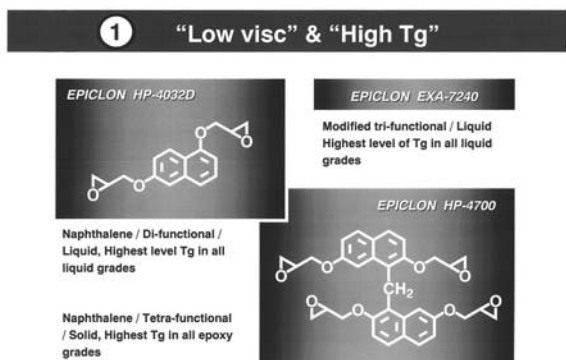 1 "Low visc" & "High Tg"
EPICLON HP-4032D
O
O
O
O
Naphthalene / Di-functional /
Liquid, Highest level Tg in all
liquid grades
EPICLON EXA-7240
Modified tri-functional / Liquid
Highest level of Tg in all liquid
grades
EPICLON HP-4700
O O O O
CH2
O O O O
Naphthalene / Tetra-functional
/ Solid, Highest Tg in all epoxy
grades